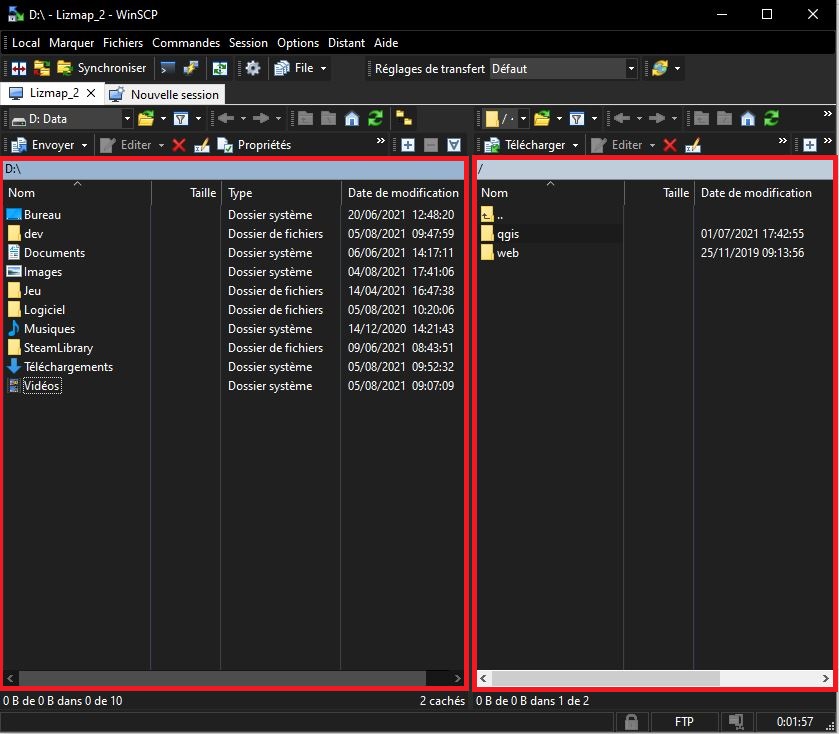 D:\ - Lizmap_2 - WinSCP
Local Marquer Fichiers Commandes Session Options Distant Aide
Synchroniser File Réglages de transfert Défaut
Lizmap_2 Nouvelle session
D: Data / ·
Envoyer Editer Propriétés Télécharger Editer
D:\ /
Nom Taille Type Date de modification Nom Taille Date de modification
Bureau Dossier système 20/06/2021 12:48:20 ..
dev Dossier de fichiers 05/08/2021 09:47:59 qgis 01/07/2021 17:42:55
Documents Dossier système 06/06/2021 14:17:11 web 25/11/2019 09:13:56
Images Dossier système 04/08/2021 17:41:06
Jeu Dossier de fichiers 14/04/2021 16:47:38
Logiciel Dossier de fichiers 05/08/2021 10:20:06
Musiques Dossier système 14/12/2020 14:21:43
SteamLibrary Dossier de fichiers 09/06/2021 08:43:51
Téléchargements Dossier système 05/08/2021 09:52:32
Vidéos Dossier système 05/08/2021 09:07:09
0 B de 0 B dans 0 de 10 2 cachés 0 B de 0 B dans 1 de 2
FTP 0:01:57